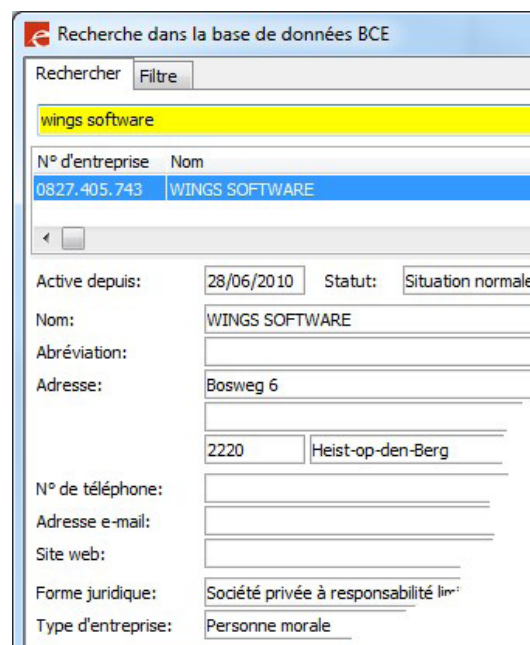 Recherche dans la base de données BCE
Rechercher Filtre
wings software
N° d'entreprise Nom
0827.405.743 WINGS SOFTWARE
Active depuis: 28/06/2010 Statut: Situation normale
Nom: WINGS SOFTWARE
Abréviation:
Adresse: Bosweg 6
2220 Heist-op-den-Berg
N° de téléphone:
Adresse e-mail:
Site web:
Forme juridique: Société privée à responsabilité
Type d'entreprise: Personne morale